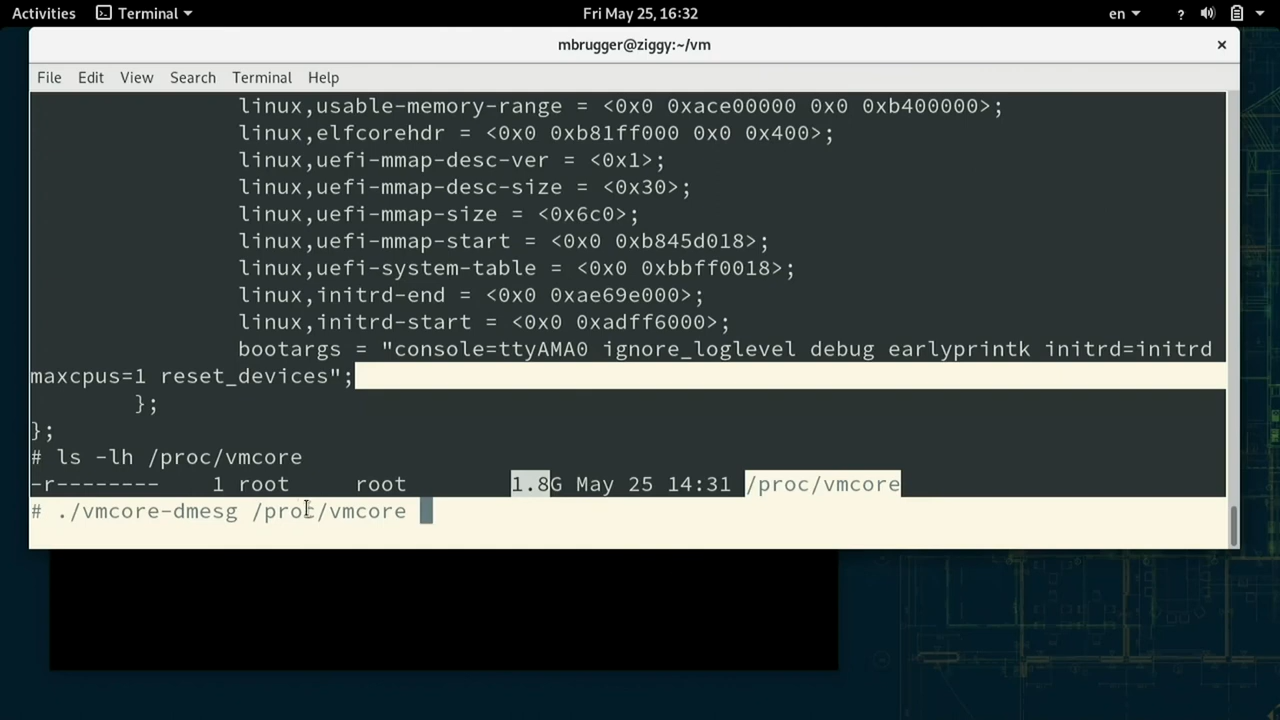 Activities Terminal Fri May 25, 16:32 en ?
mbrugger@ziggy:~/vm ×
File Edit View Search Terminal Help
linux,usable-memory-range = <0x0 0xace00000 0x0 0xb400000>;
linux,elfcorehdr = <0x0 0xb81ff000 0x0 0x400>;
linux,uefi-mmap-desc-ver = <0x1>;
linux,uefi-mmap-desc-size = <0x30>;
linux,uefi-mmap-size = <0x6c0>;
linux,uefi-mmap-start = <0x0 0xb845d018>;
linux,uefi-system-table = <0x0 0xbbff0018>;
linux,initrd-end = <0x0 0xae69e000>;
linux,initrd-start = <0x0 0xadff6000>;
bootargs = "console=ttyAMA0 ignore_loglevel debug earlyprintk initrd=initrd
maxcpus=1 reset_devices";
};
};
# ls -lh /proc/vmcore
-r-------- 1 root root 1.8G May 25 14:31 /proc/vmcore
# ./vmcore-dmesg /proc/vmcore